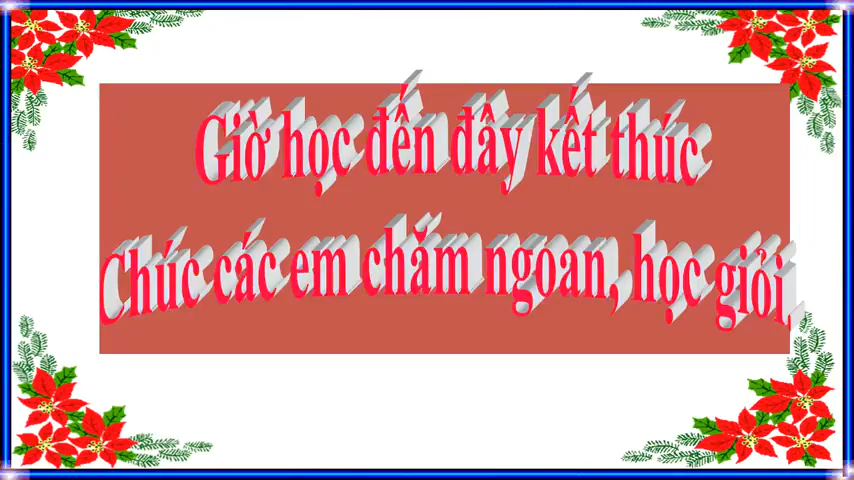 Giờ học đến đây kết thúc
Chúc các em chăm ngoan, học giỏi.